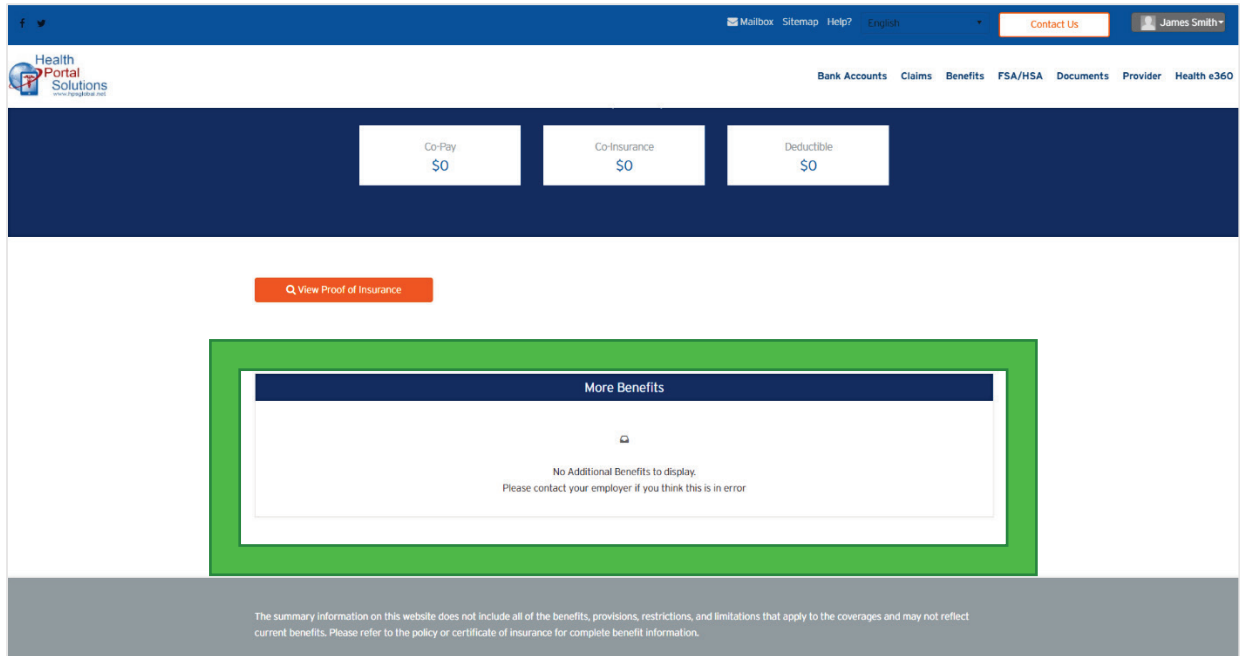 Mailbox Sitemap Help? English Contact Us James Smith
Health
Portal
Solutions
www.hpsglobal.net
Bank Accounts Claims Benefits FSA/HSA Documents Provider Health e360
Co-Pay Co-Insurance Deductible
$0 $0 $0
View Proof of Insurance
More Benefits
No Additional Benefits to display.
Please contact your employer if you think this is in error
The summary information on this website does not include all of the benefits, provisions, restrictions, and limitations that apply to the coverages and may not reflect
current benefits. Please refer to the policy or certificate of insurance for complete benefit information.